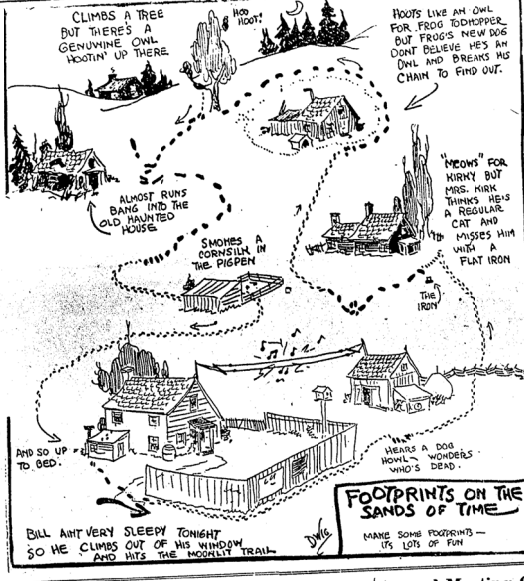 CLIMBS A TREE
BUT THERE'S A
GENUWINE OWL
HOOTIN' UP THERE
HOO
HOOT!
HOOTS LIKE AN OWL
FOR FROG TODHOPPER
BUT FROG'S NEW DOG
DONT BELIEVE HE'S AN
OWL AND BREAKS HIS
CHAIN TO FIND OUT.
ALMOST RUNS
BANG INTO THE
OLD HAUNTED
HOUSE
"MEOWS" FOR
KIRKY BUT
MRS. KIRK
THINKS HE'S
A REGULAR
CAT AND
MISSES HIM
WITH A
FLAT IRON
SMOKES A
CORNSILK IN
THE PIGPEN
THE
IRON
AND SO UP
TO BED.
HEARS A DOG
HOWL - WONDERS
WHO'S DEAD.
BILL AINT VERY SLEEPY TONIGHT
SO HE CLIMBS OUT OF HIS WINDOW
AND HITS THE MOONLIT TRAIL
DWIG
FOOTPRINTS ON THE
SANDS OF TIME
MAKE SOME FOOTPRINTS -
ITS LOTS OF FUN